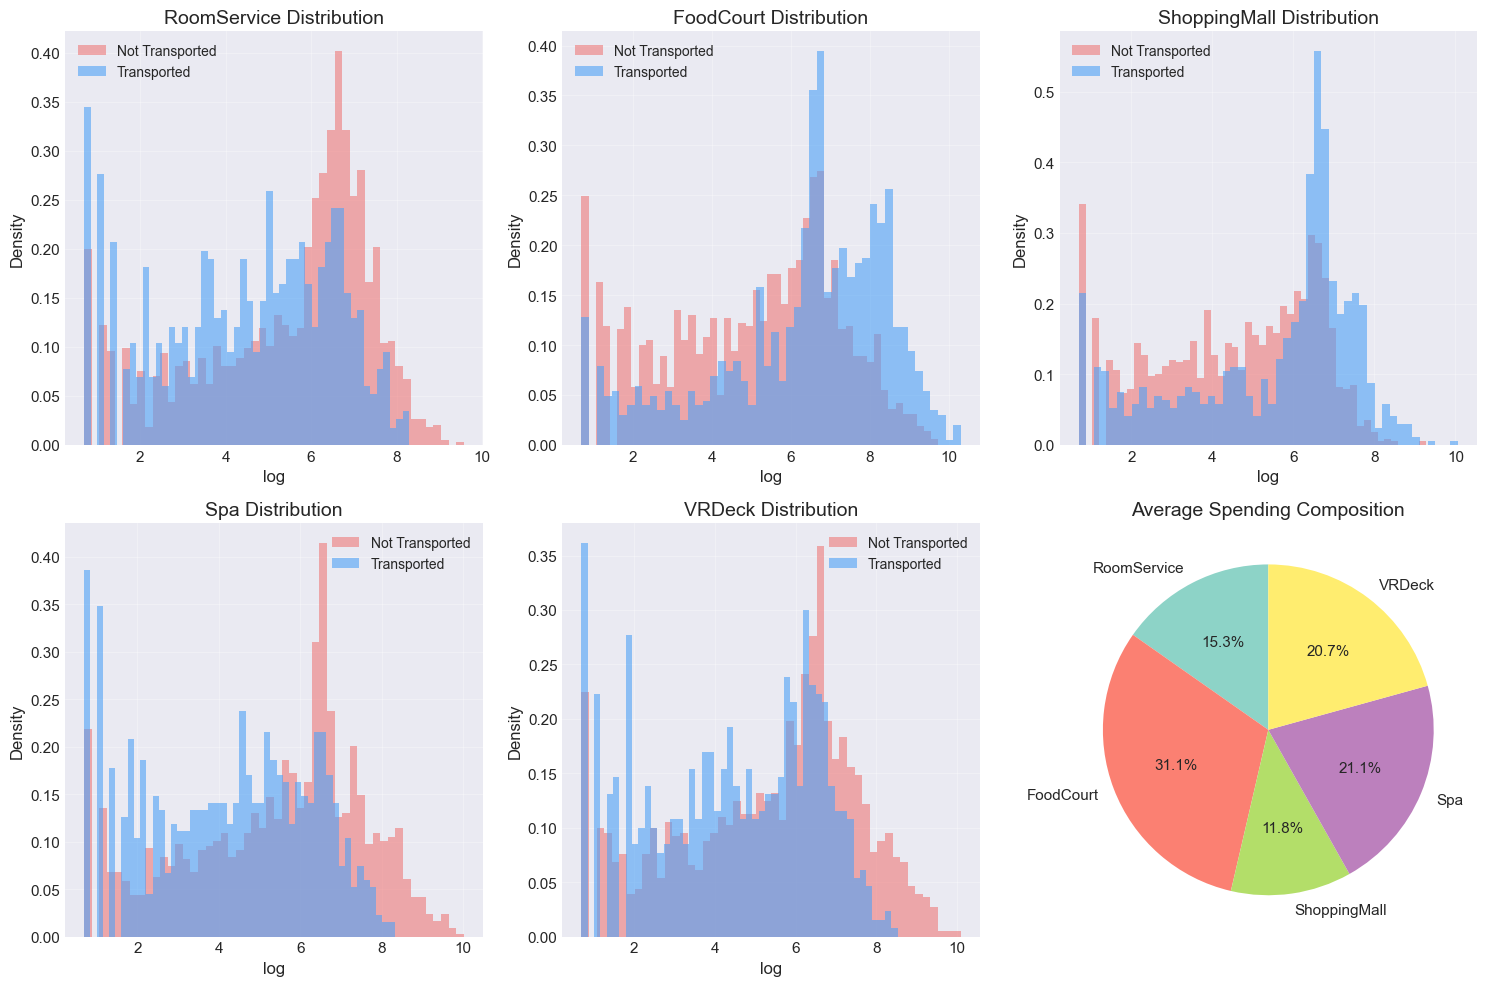 RoomService Distribution
Not Transported
Transported
0.40
0.35
0.30
0.25
0.20
0.15
0.10
0.05
0.00
Density
2 4 6 8 10
log
FoodCourt Distribution
Not Transported
Transported
0.40
0.35
0.30
0.25
0.20
0.15
0.10
0.05
0.00
Density
2 4 6 8 10
log
ShoppingMall Distribution
Not Transported
Transported
0.5
0.4
0.3
0.2
0.1
0.0
Density
2 4 6 8 10
log
Spa Distribution
Not Transported
Transported
0.40
0.35
0.30
0.25
0.20
0.15
0.10
0.05
0.00
Density
2 4 6 8 10
log
VRDeck Distribution
Not Transported
Transported
0.35
0.30
0.25
0.20
0.15
0.10
0.05
0.00
Density
2 4 6 8 10
log
Average Spending Composition
RoomService
15.3%
FoodCourt
31.1%
ShoppingMall
11.8%
Spa
21.1%
VRDeck
20.7%